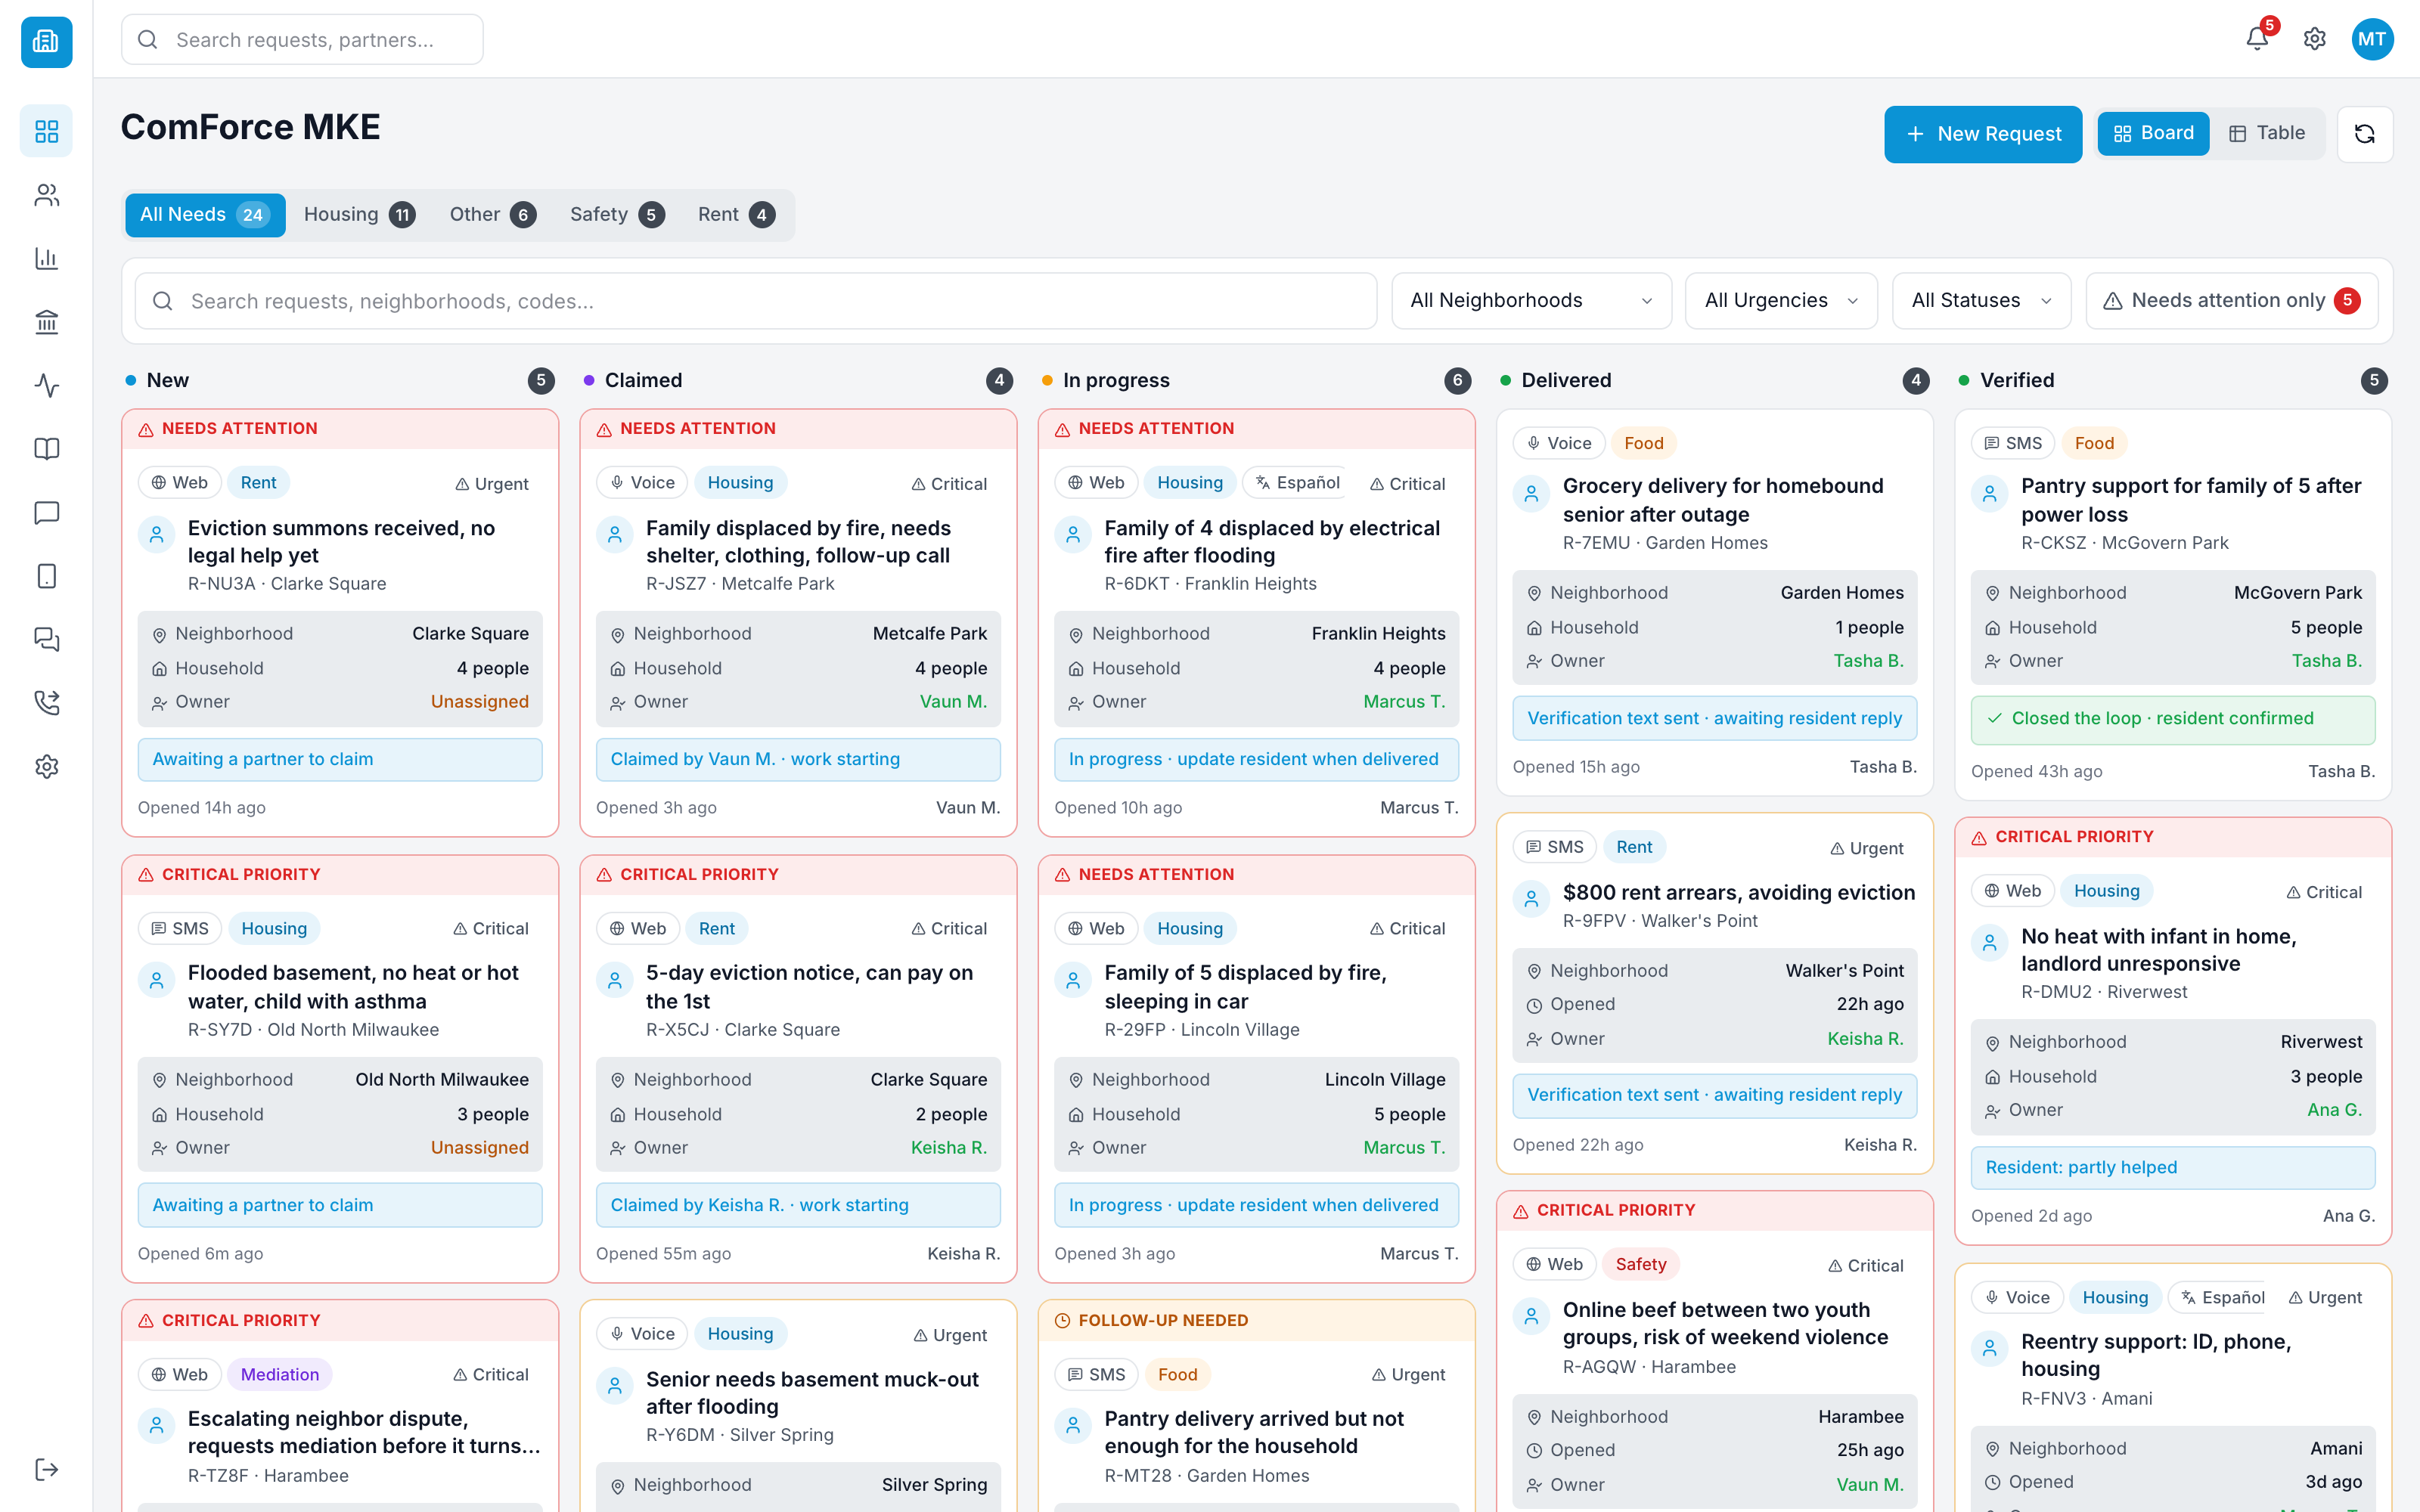 Search requests, partners...
5
MT
ComForce MKE
New Request
Board
Table
All Needs 24
Housing 11
Other 6
Safety 5
Rent 4
Search requests, neighborhoods, codes...
All Neighborhoods
All Urgencies
All Statuses
Needs attention only 5
New 5
NEEDS ATTENTION
Web Rent Urgent
Eviction summons received, no
legal help yet
R-NU3A · Clarke Square
Neighborhood Clarke Square
Household 4 people
Owner Unassigned
Awaiting a partner to claim
Opened 14h ago
CRITICAL PRIORITY
SMS Housing Critical
Flooded basement, no heat or hot
water, child with asthma
R-SY7D · Old North Milwaukee
Neighborhood Old North Milwaukee
Household 3 people
Owner Unassigned
Awaiting a partner to claim
Opened 6m ago
CRITICAL PRIORITY
Web Mediation Critical
Escalating neighbor dispute,
requests mediation before it turns...
R-TZ8F · Harambee
Claimed 4
NEEDS ATTENTION
Voice Housing Critical
Family displaced by fire, needs
shelter, clothing, follow-up call
R-JSZ7 · Metcalfe Park
Neighborhood Metcalfe Park
Household 4 people
Owner Vaun M.
Claimed by Vaun M. · work starting
Opened 3h ago Vaun M.
CRITICAL PRIORITY
Web Rent Critical
5-day eviction notice, can pay on
the 1st
R-X5CJ · Clarke Square
Neighborhood Clarke Square
Household 2 people
Owner Keisha R.
Claimed by Keisha R. · work starting
Opened 55m ago Keisha R.
Voice Housing Urgent
Senior needs basement muck-out
after flooding
R-Y6DM · Silver Spring
Neighborhood Silver Spring
In progress 6
NEEDS ATTENTION
Web Housing Español Critical
Family of 4 displaced by electrical
fire after flooding
R-6DKT · Franklin Heights
Neighborhood Franklin Heights
Household 4 people
Owner Marcus T.
In progress · update resident when delivered
Opened 10h ago Marcus T.
NEEDS ATTENTION
Web Housing Critical
Family of 5 displaced by fire,
sleeping in car
R-29FP · Lincoln Village
Neighborhood Lincoln Village
Household 5 people
Owner Marcus T.
In progress · update resident when delivered
Opened 3h ago Marcus T.
FOLLOW-UP NEEDED
SMS Food Urgent
Pantry delivery arrived but not
enough for the household
R-MT28 · Garden Homes
Delivered 4
Voice Food
Grocery delivery for homebound
senior after outage
R-7EMU · Garden Homes
Neighborhood Garden Homes
Household 1 people
Owner Tasha B.
Verification text sent · awaiting resident reply
Opened 15h ago Tasha B.
SMS Rent Urgent
$800 rent arrears, avoiding eviction
R-9FPV · Walker's Point
Neighborhood Walker's Point
Opened 22h ago
Owner Keisha R.
Verification text sent · awaiting resident reply
Opened 22h ago Keisha R.
CRITICAL PRIORITY
Web Safety Critical
Online beef between two youth
groups, risk of weekend violence
R-AGQW · Harambee
Neighborhood Harambee
Opened 25h ago
Owner Vaun M.
Verified 5
SMS Food
Pantry support for family of 5 after
power loss
R-CKSZ · McGovern Park
Neighborhood McGovern Park
Household 5 people
Owner Tasha B.
Closed the loop · resident confirmed
Opened 43h ago Tasha B.
CRITICAL PRIORITY
Web Housing Critical
No heat with infant in home,
landlord unresponsive
R-DMU2 · Riverwest
Neighborhood Riverwest
Household 3 people
Owner Ana G.
Resident: partly helped
Opened 2d ago Ana G.
Voice Housing Español Urgent
Reentry support: ID, phone,
housing
R-FNV3 · Amani
Neighborhood Amani
Opened 3d ago